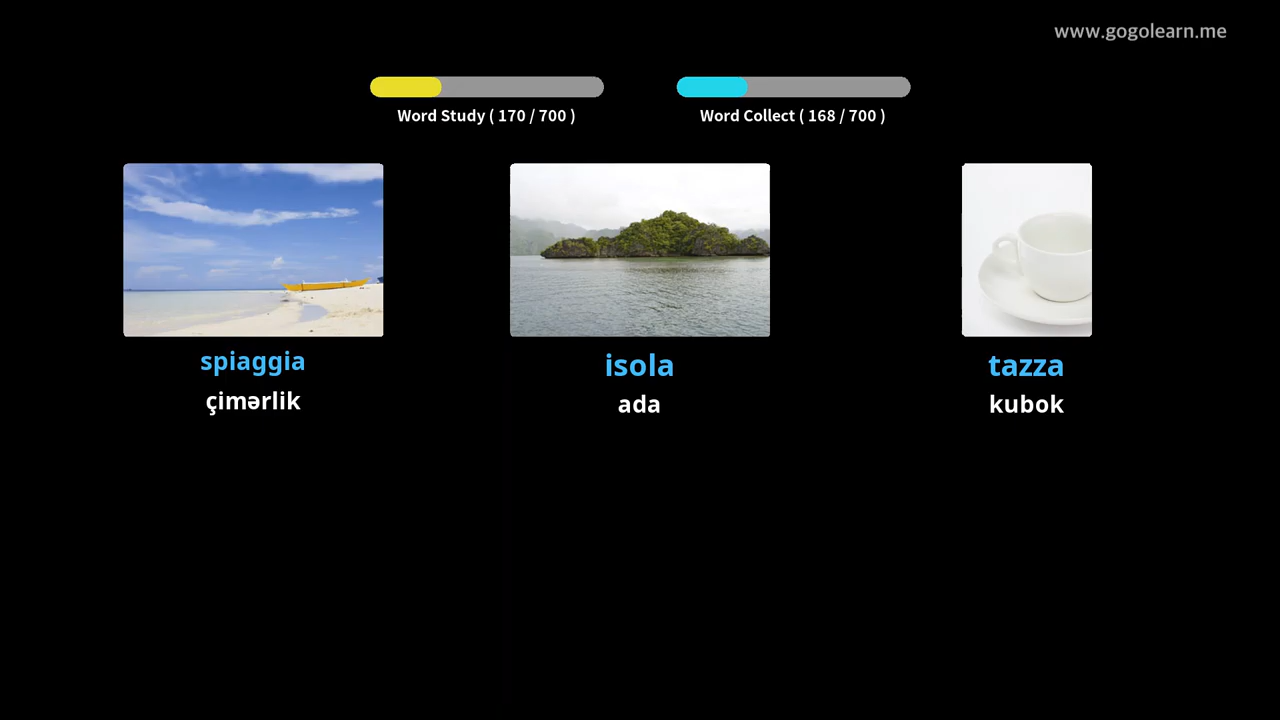 www.gogolearn.me
Word Study ( 170 / 700 )
Word Collect ( 168 / 700 )
spiaggia
çimərlik
isola
ada
tazza
kubok